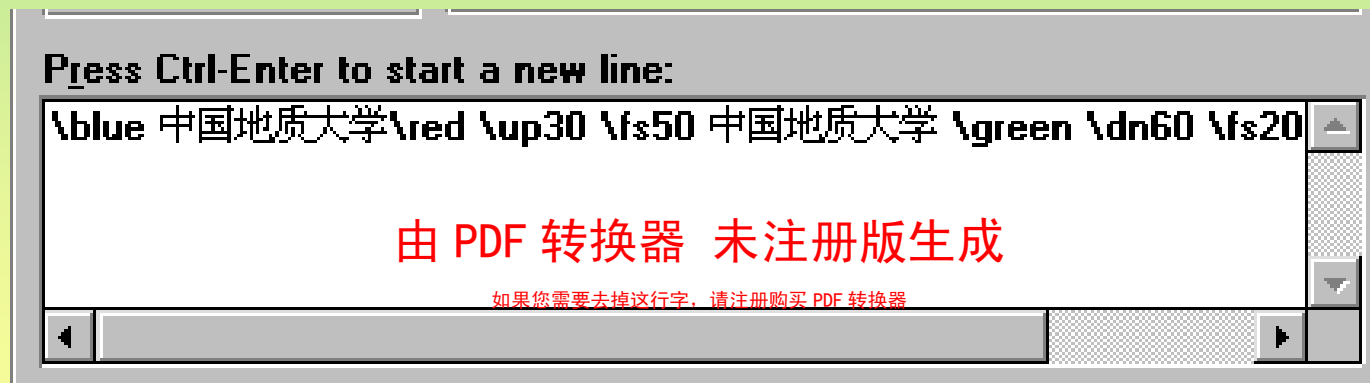 Press Ctrl-Enter to start a new line:
\blue 中国地质大学\red \up30 \fs50 中国地质大学 \green \dn60 \fs20
由 PDF 转换器 未注册版生成
如果您需要去掉这行字，请注册购买 PDF 转换器